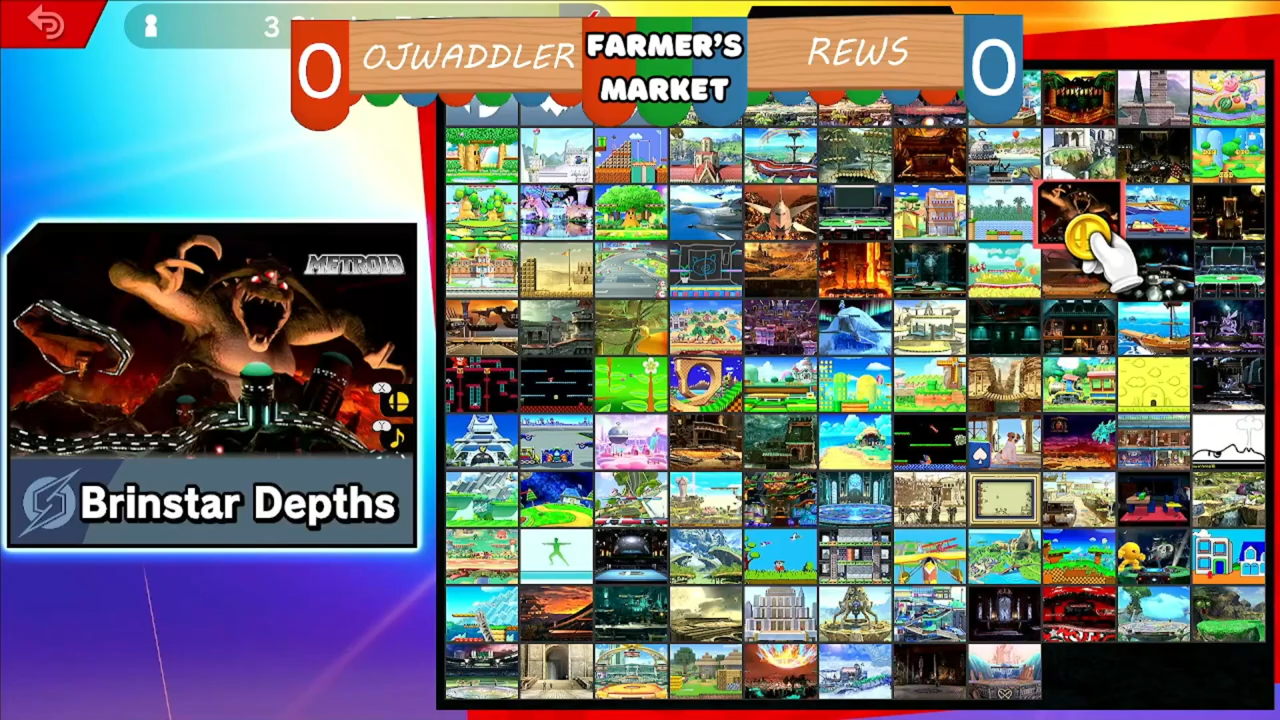 3
0
OJWADDLER
FARMER'S
MARKET
REWS
0
METROID
X
Y
Brinstar Depths